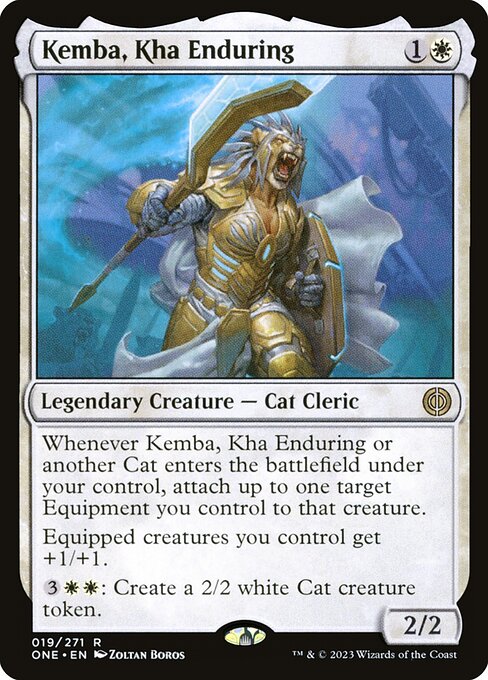 Kemba, Kha Enduring 1
Legendary Creature — Cat Cleric
Whenever Kemba, Kha Enduring or
another Cat enters the battlefield under
your control, attach up to one target
Equipment you control to that creature.
Equipped creatures you control get
+1/+1.
3: Create a 2/2 white Cat creature
token.
2/2
019/271 R
ONE • EN Zoltan Boros
™ & © 2023 Wizards of the Coast